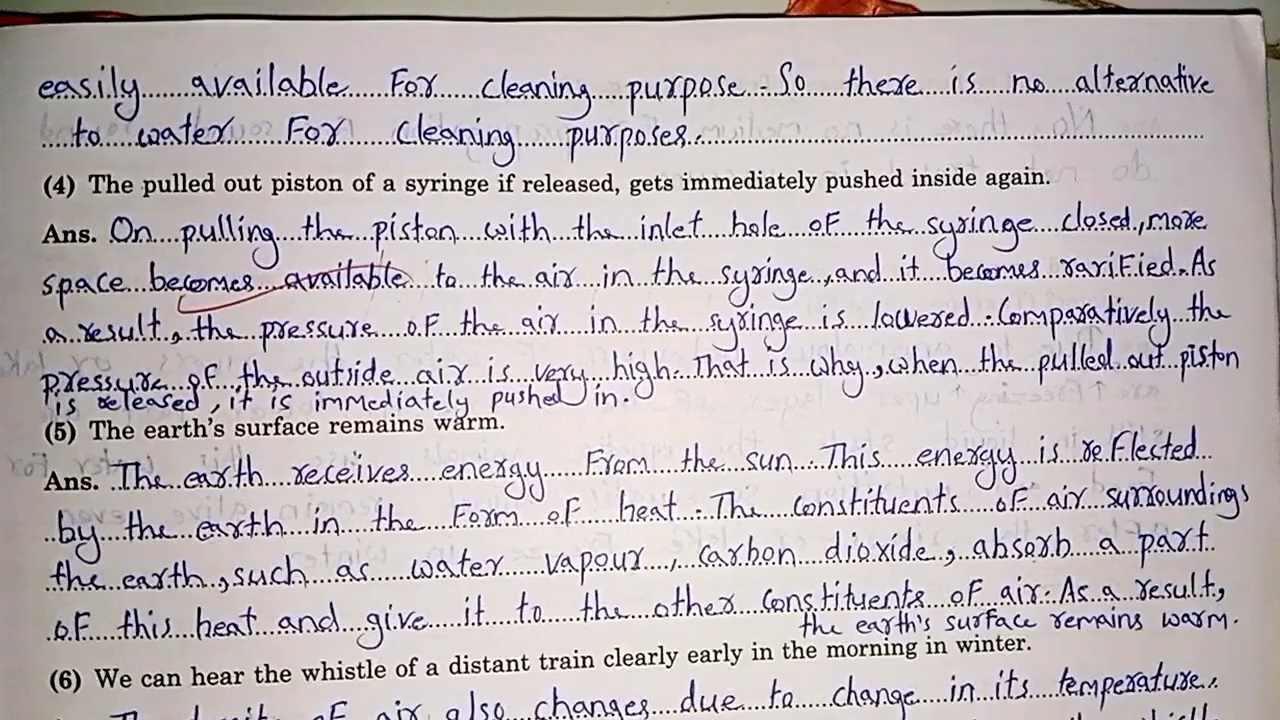 easily available For cleaning purpose. So there is no alternative
to water For cleaning purposes.
(4) The pulled out piston of a syringe if released, gets immediately pushed inside again.
Ans. On pulling the piston with the inlet hole of the syringe closed, more
space becomes available to the air in the syringe, and it becomes rarified. As
a result, the pressure of the air in the syringe is lowered. Comparatively the
pressure of the outside air is very high. That is why, when the pulled out piston
is released, it is immediately pushed in.
(5) The earth's surface remains warm.
Ans. The earth receives energy From the sun. This energy is reflected
by the earth in the Form of heat. The constituents of air surroundings
the earth, such as water vapour, carbon dioxide, absorb a part
of this heat and give it to the other constituents of air. As a result,
the earth's surface remains warm.
(6) We can hear the whistle of a distant train clearly early in the morning in winter.
of air also changes due to change in its temperature.